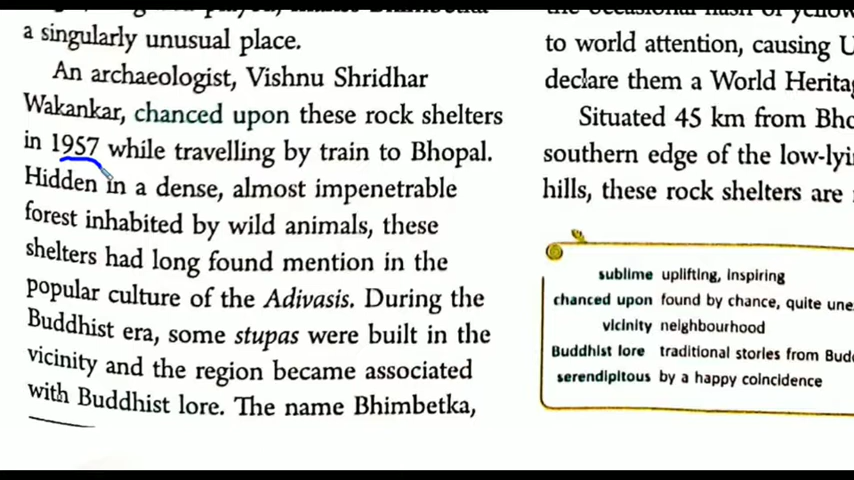 a singularly unusual place.
An archaeologist, Vishnu Shridhar
Wakankar, chanced upon these rock shelters
in 1957 while travelling by train to Bhopal.
Hidden in a dense, almost impenetrable
forest inhabited by wild animals, these
shelters had long found mention in the
popular culture of the Adivasis. During the
Buddhist era, some stupas were built in the
vicinity and the region became associated
with Buddhist lore. The name Bhimbetka,
to world attention, causing U
declare them a World Heritag
Situated 45 km from Bho
southern edge of the low-lyi
hills, these rock shelters are
sublime uplifting, inspiring
chanced upon found by chance, quite une
vicinity neighbourhood
Buddhist lore traditional stories from Bud
serendipitous by a happy coincidence